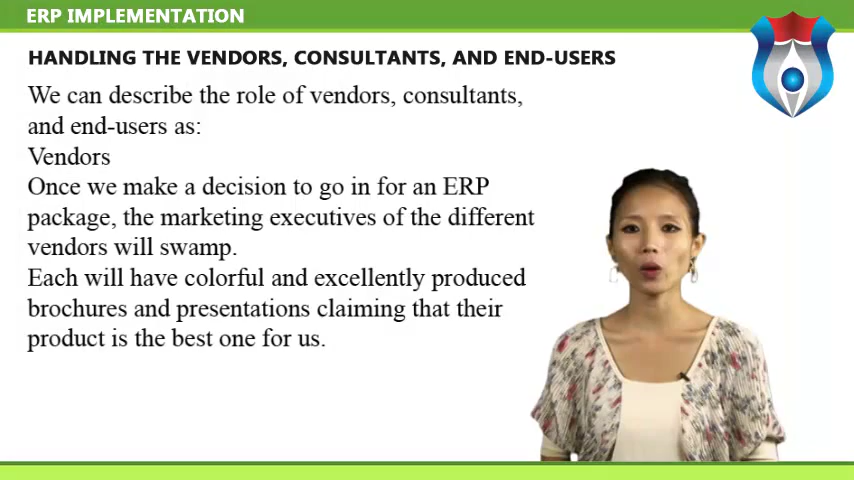 ERP IMPLEMENTATION
HANDLING THE VENDORS, CONSULTANTS, AND END-USERS
We can describe the role of vendors, consultants,
and end-users as:
Vendors
Once we make a decision to go in for an ERP
package, the marketing executives of the different
vendors will swamp.
Each will have colorful and excellently produced
brochures and presentations claiming that their
product is the best one for us.